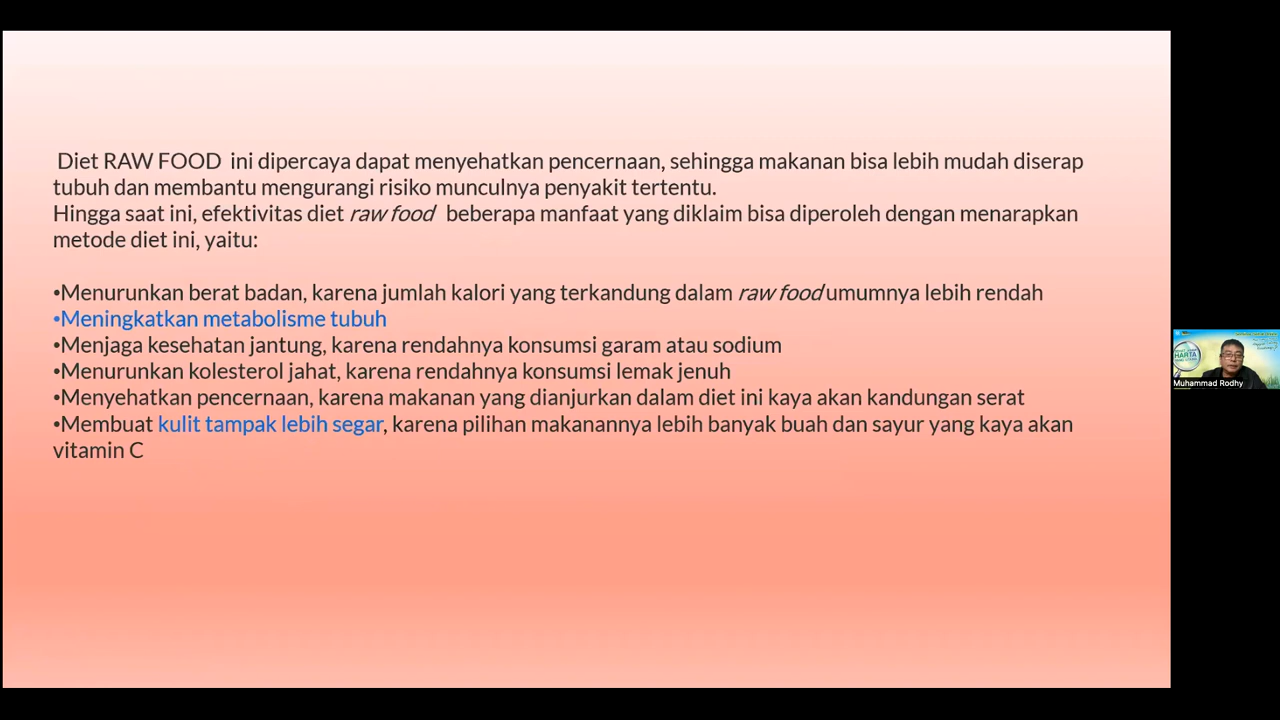 Diet RAW FOOD ini dipercaya dapat menyehatkan pencernaan, sehingga makanan bisa lebih mudah diserap
tubuh dan membantu mengurangi risiko munculnya penyakit tertentu.
Hingga saat ini, efektivitas diet raw food beberapa manfaat yang diklaim bisa diperoleh dengan menarapkan
metode diet ini, yaitu:
•Menurunkan berat badan, karena jumlah kalori yang terkandung dalam raw food umumnya lebih rendah
•Meningkatkan metabolisme tubuh
•Menjaga kesehatan jantung, karena rendahnya konsumsi garam atau sodium
•Menurunkan kolesterol jahat, karena rendahnya konsumsi lemak jenuh
•Menyehatkan pencernaan, karena makanan yang dianjurkan dalam diet ini kaya akan kandungan serat
•Membuat kulit tampak lebih segar, karena pilihan makanannya lebih banyak buah dan sayur yang kaya akan
vitamin C
HARTA
Muhammad Rodhy